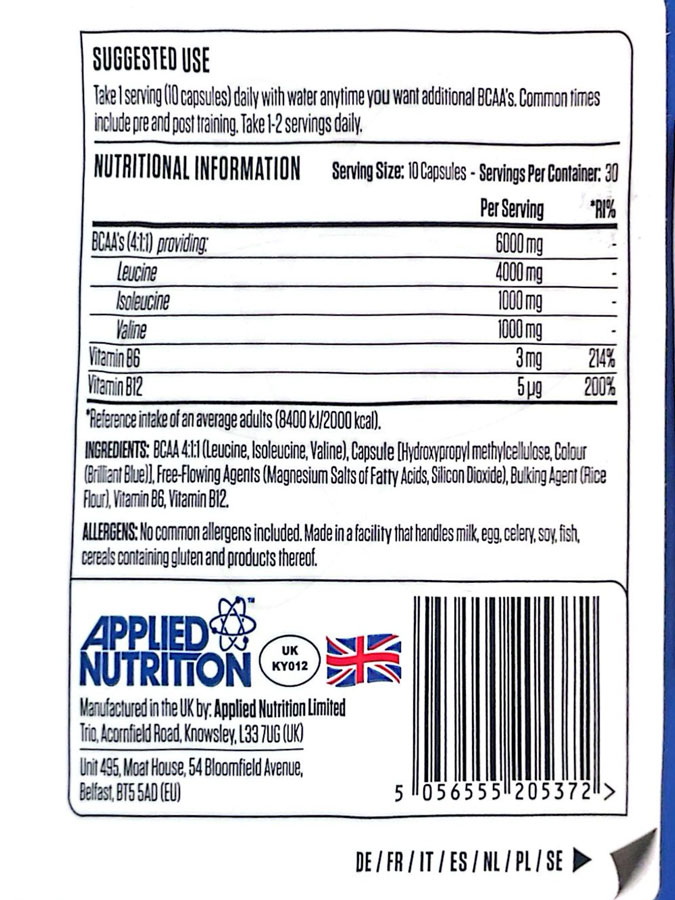 SUGGESTED USE
Take 1 serving (10 capsules) daily with water anytime you want additional BCAA's. Common times
include pre and post training. Take 1-2 servings daily.
NUTRITIONAL INFORMATION Serving Size: 10 Capsules - Servings Per Container: 30
Per Serving *RI%
BCAA's (4:1:1) providing: 6000 mg -
Leucine 4000 mg -
Isoleucine 1000 mg -
Valine 1000 mg -
Vitamin B6 3 mg 214%
Vitamin B12 5 µg 200%
*Reference intake of an average adults (8400 kJ/2000 kcal).
INGREDIENTS: BCAA 4:1:1 (Leucine, Isoleucine, Valine), Capsule [Hydroxypropyl methylcellulose, Colour
(Brilliant Blue)], Free-Flowing Agents (Magnesium Salts of Fatty Acids, Silicon Dioxide), Bulking Agent (Rice
Flour), Vitamin B6, Vitamin B12.
ALLERGENS: No common allergens included. Made in a facility that handles milk, egg, celery, soy, fish,
cereals containing gluten and products thereof.
APPLIED
NUTRITION
TM
UK
KY012
Manufactured in the UK by: Applied Nutrition Limited
Trio, Acornfield Road, Knowsley, L33 7UG (UK)
Unit 495, Moat House, 54 Bloomfield Avenue,
Belfast, BT5 5AD (EU)
5 056555 205372 >
DE / FR / IT / ES / NL / PL / SE ▶